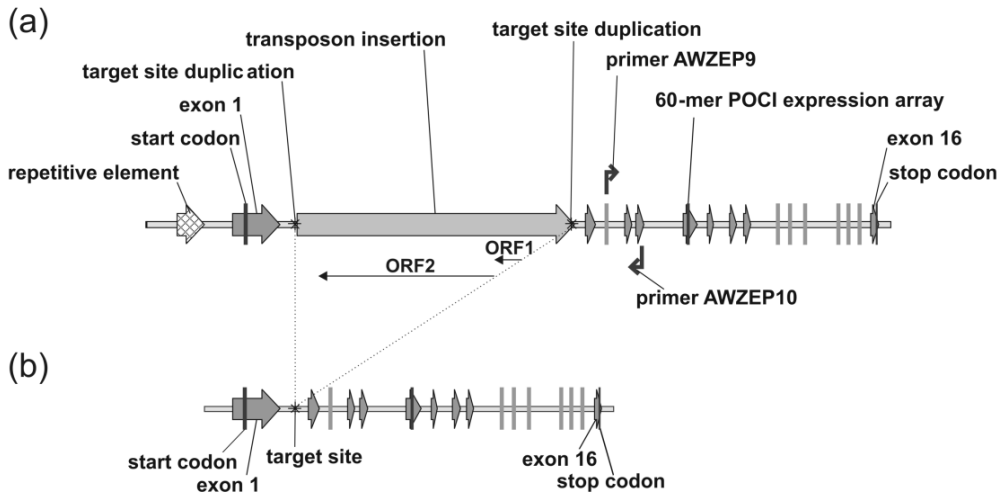 (a)
target site duplication
transposon insertion
primer AWZEP9
target site duplication
60-mer POCI expression array
exon 1
exon 16
start codon
stop codon
repetitive element
ORF1
ORF2
primer AWZEP10
(b)
start codon
target site
exon 16
exon 1
stop codon